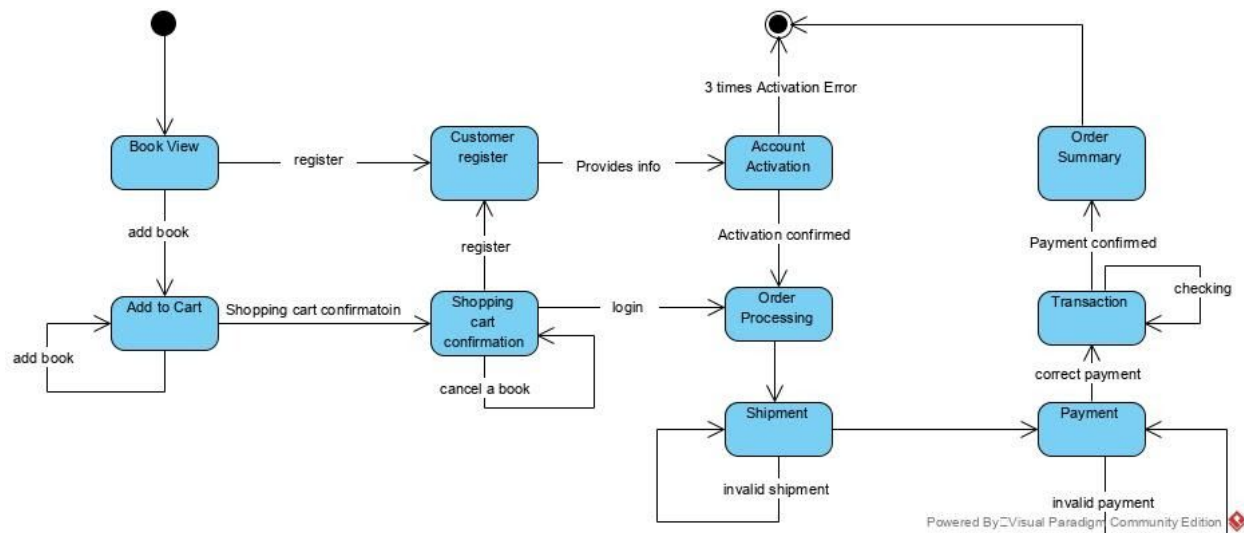 3 times Activation Error
Book View
register
Customer
register
Provides info
Account
Activation
Order
Summary
add book
register
Activation confirmed
Payment confirmed
Add to Cart
Shopping cart confirmatoin
Shopping
cart
confirmation
login
Order
Processing
Transaction
checking
add book
cancel a book
correct payment
Shipment
Payment
invalid shipment
invalid payment
Powered By Visual Paradigm Community Edition